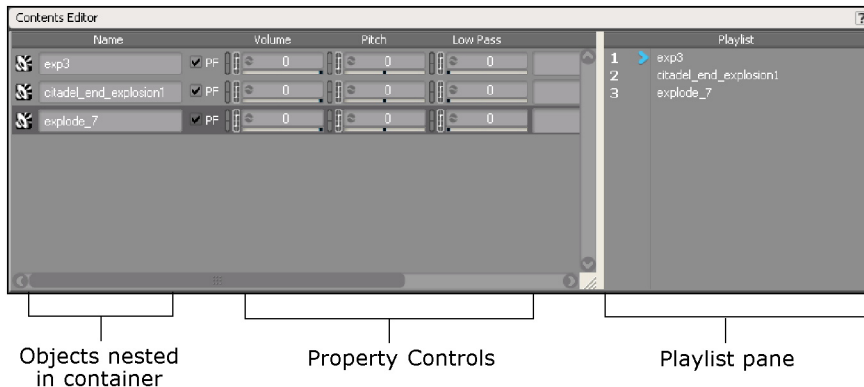 Contents Editor ?
Name Volume Pitch Low Pass Playlist
exp3 PF 0 0 0 1 exp3
citadel_end_explosion1 PF 0 0 0 2 citadel_end_explosion1
explode_7 PF 0 0 0 3 explode_7
Objects nested
in container
Property Controls
Playlist pane